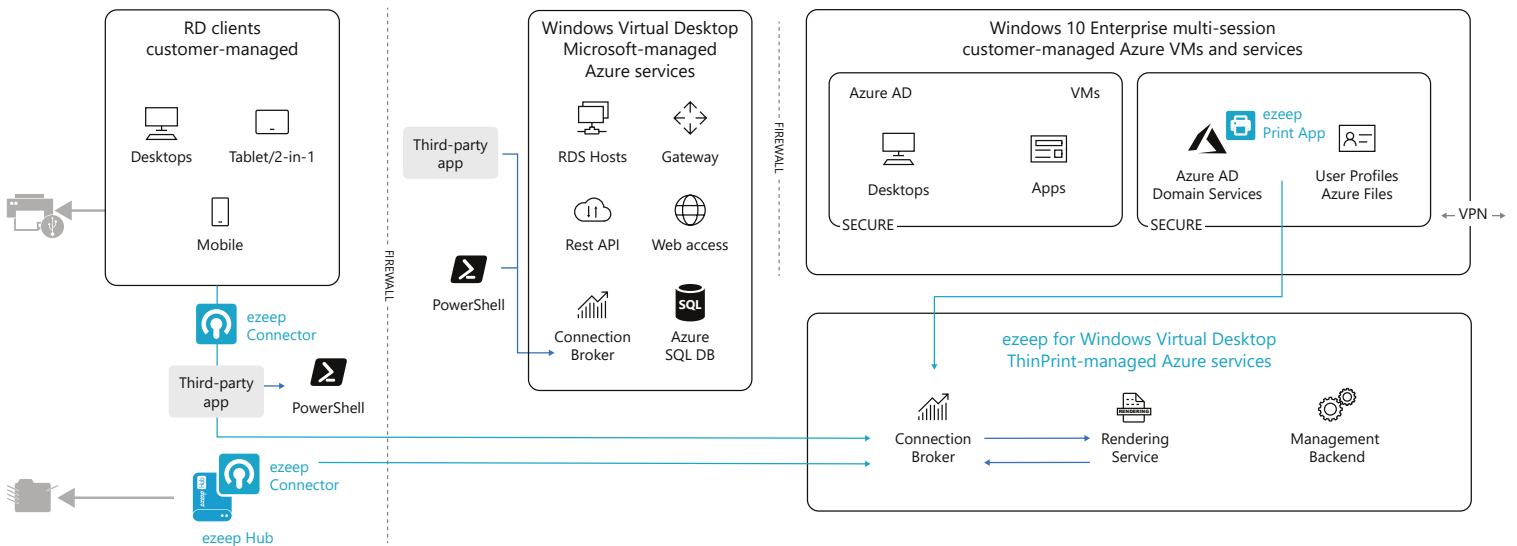 RD clients
customer-managed
Desktops
Tablet/2-in-1
Mobile
ezeep
Connector
Third-party
app
PowerShell
ezeep
Connector
Hub
ezeep
ezeep Hub
FIREWALL
Third-party
app
PowerShell
Windows Virtual Desktop
Microsoft-managed
Azure services
RDS Hosts
Gateway
Rest API
Web access
SQL
Connection
Broker
Azure
SQL DB
FIREWALL
Windows 10 Enterprise multi-session
customer-managed Azure VMs and services
Azure AD
VMs
Desktops
Apps
SECURE
ezeep
Print App
Azure AD
Domain Services
User Profiles
Azure Files
SECURE
VPN
ezeep for Windows Virtual Desktop
ThinPrint-managed Azure services
Connection
Broker
RENDERING
Rendering
Service
Management
Backend